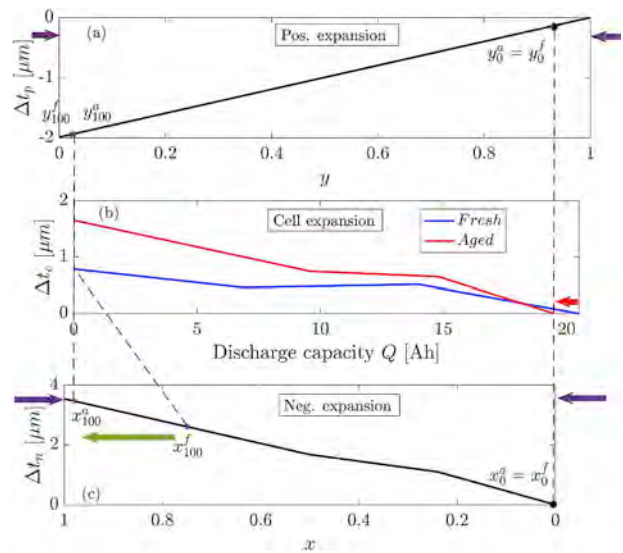 0
(a)
Pos. expansion
y_0^a = y_0^f
-1
Δt_p [μm]
y_100^f y_100^a
-2
0 0.2 0.4 0.6 0.8 1
y
2
(b)
Cell expansion
Fresh
Aged
1
Δt_c [μm]
0
0 5 10 15 20
Discharge capacity Q [Ah]
4
Neg. expansion
x_100^a
2
Δt_n [μm]
x_100^f
x_0^a = x_0^f
(c)
0
1 0.8 0.6 0.4 0.2 0
x